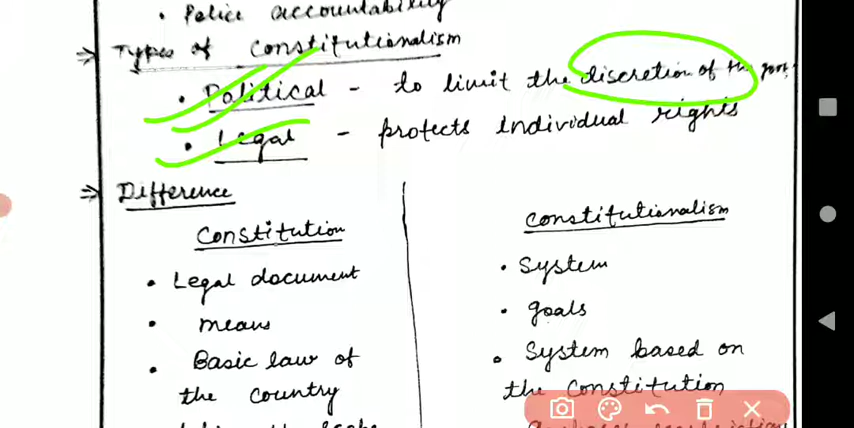 • Police accountability
⇒ Types of Constitutionalism
• Political - to limit the discretion of the govt.
• Legal - protects individual rights
⇒ Difference
Constitution
• Legal document
• means
• Basic law of
the country
Constitutionalism
• System
• goals
• System based on
the Constitution